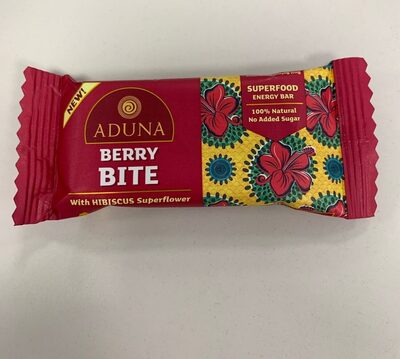 NEW!
ADUNA
BERRY
BITE
With HIBISCUS Superflower
SUPERFOOD
ENERGY BAR
100% Natural
No Added Sugar